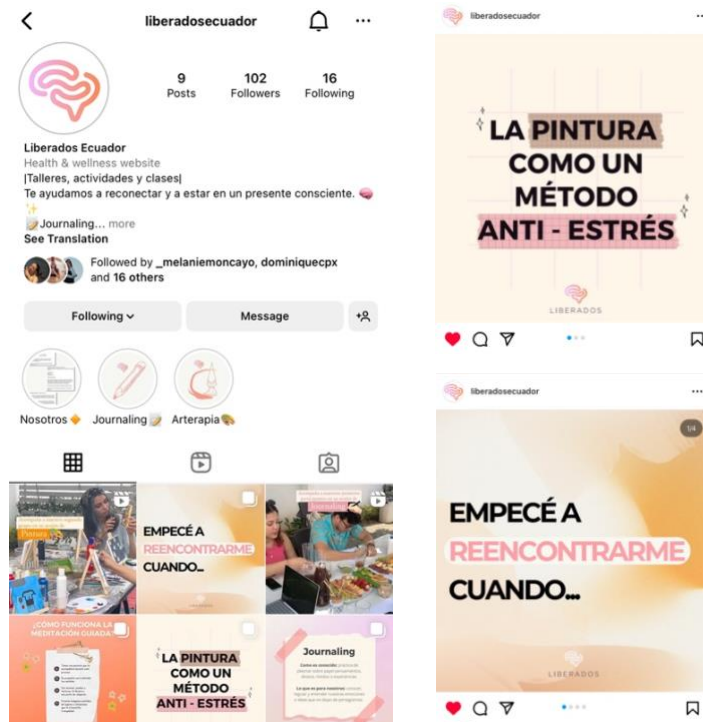 liberadosecuador
9
102
16
Posts
Followers
Following
Liberados Ecuador
Health & wellness website
|Talleres, actividades y clases|
Te ayudamos a reconectar y a estar en un presente consciente. 🧠
✨
📝Journaling... more
See Translation
Followed by _melaniemoncayo, dominiquecpx
and 16 others
Following
Message
Nosotros🔸
Journaling📝
Arterapia🎨
Pintura
EMPECÉ A
REENCONTRARME
CUANDO...
Journaling
¿CÓMO FUNCIONA LA
MEDITACIÓN GUIADA?
LA PINTURA
COMO UN
MÉTODO
ANTI - ESTRÉS
Journaling
liberadosecuador
LA PINTURA
COMO UN
MÉTODO
ANTI - ESTRÉS
LIBERADOS
liberadosecuador
1/4
EMPECÉ A
REENCONTRARME
CUANDO...
LIBERADOS